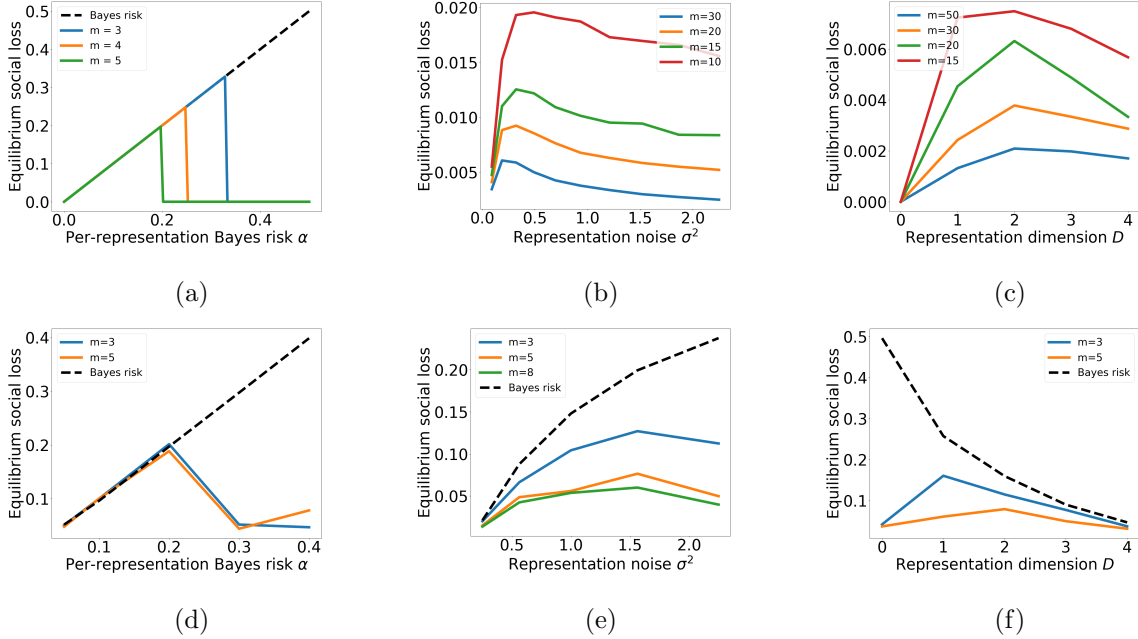 Equilibrium social loss
0.5
0.4
0.3
0.2
0.1
0.0
Bayes risk
m = 3
m = 4
m = 5
0.0
0.2
0.4
Per-representation Bayes risk α
(a)
Equilibrium social loss
0.020
0.015
0.010
0.005
m=30
m=20
m=15
m=10
0.0
0.5
1.0
1.5
2.0
Representation noise σ²
(b)
Equilibrium social loss
0.006
0.004
0.002
0.000
m=50
m=30
m=20
m=15
0
1
2
3
4
Representation dimension D
(c)
Equilibrium social loss
0.4
0.3
0.2
0.1
m=3
m=5
Bayes risk
0.1
0.2
0.3
0.4
Per-representation Bayes risk α
(d)
Equilibrium social loss
0.20
0.15
0.10
0.05
m=3
m=5
m=8
Bayes risk
0.5
1.0
1.5
2.0
Representation noise σ²
(e)
Equilibrium social loss
0.5
0.4
0.3
0.2
0.1
m=3
m=5
Bayes risk
0
1
2
3
4
Representation dimension D
(f)